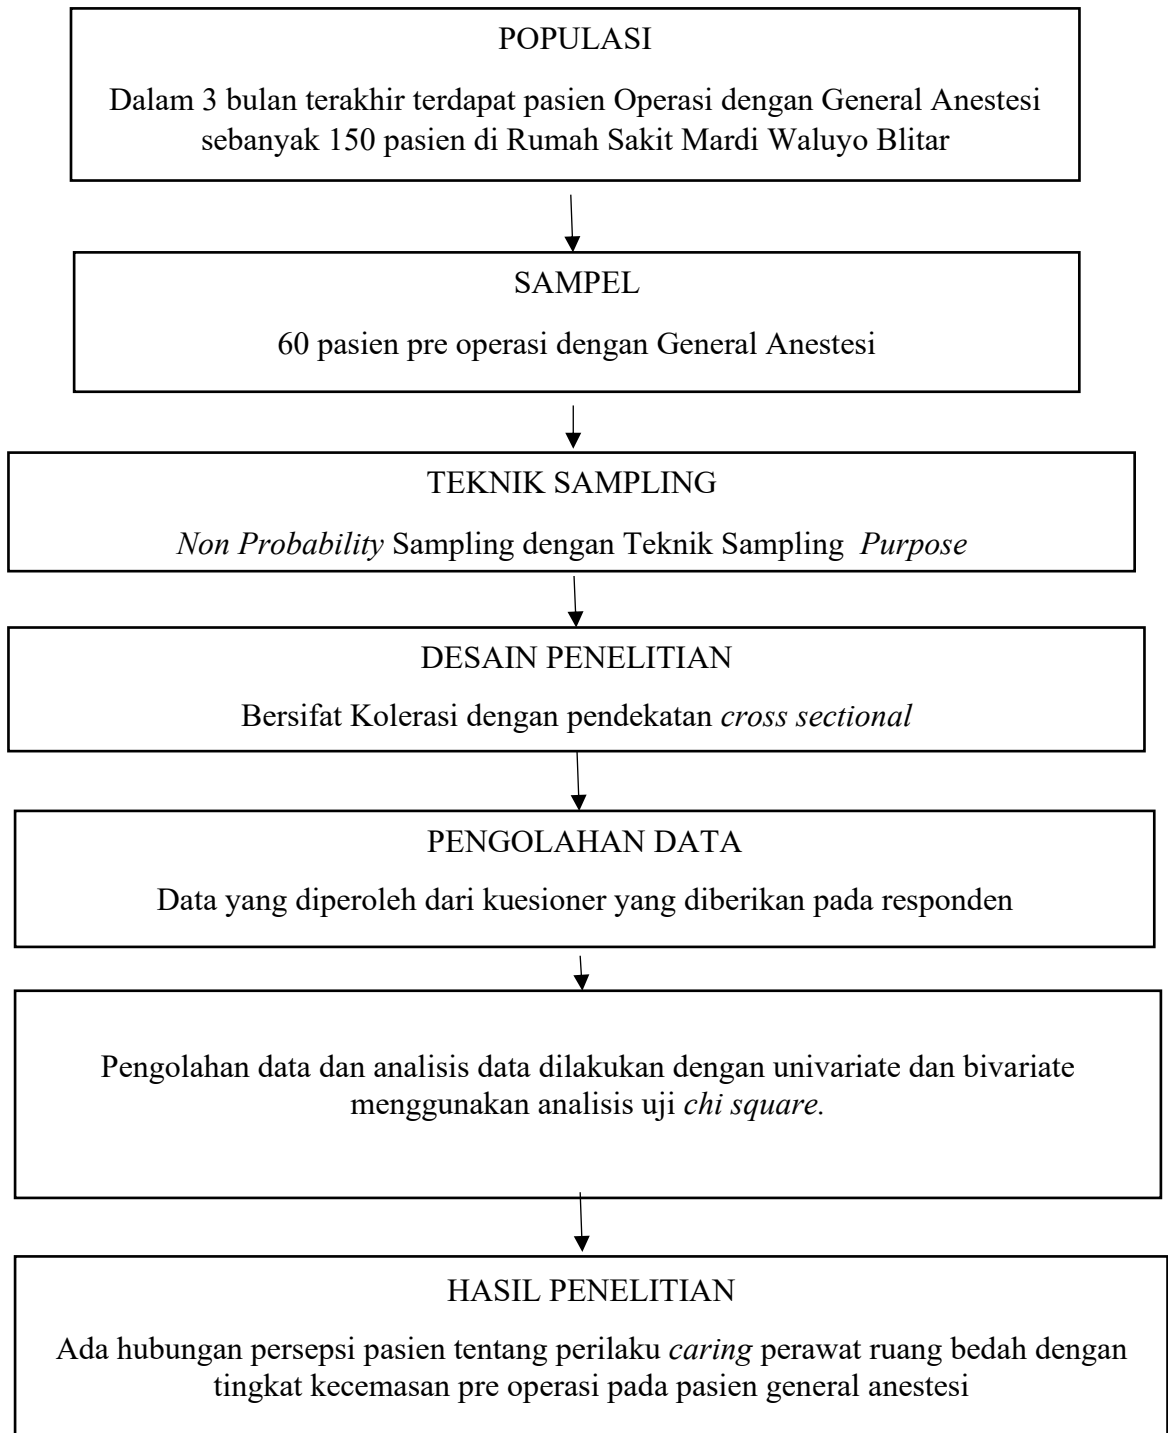 POPULASI
Dalam 3 bulan terakhir terdapat pasien Operasi dengan General Anestesi
sebanyak 150 pasien di Rumah Sakit Mardi Waluyo Blitar
SAMPEL
60 pasien pre operasi dengan General Anestesi
TEKNIK SAMPLING
Non Probability Sampling dengan Teknik Sampling Purpose
DESAIN PENELITIAN
Bersifat Kolerasi dengan pendekatan cross sectional
PENGOLAHAN DATA
Data yang diperoleh dari kuesioner yang diberikan pada responden
Pengolahan data dan analisis data dilakukan dengan univariate dan bivariate
menggunakan analisis uji chi square.
HASIL PENELITIAN
Ada hubungan persepsi pasien tentang perilaku caring perawat ruang bedah dengan
tingkat kecemasan pre operasi pada pasien general anestesi